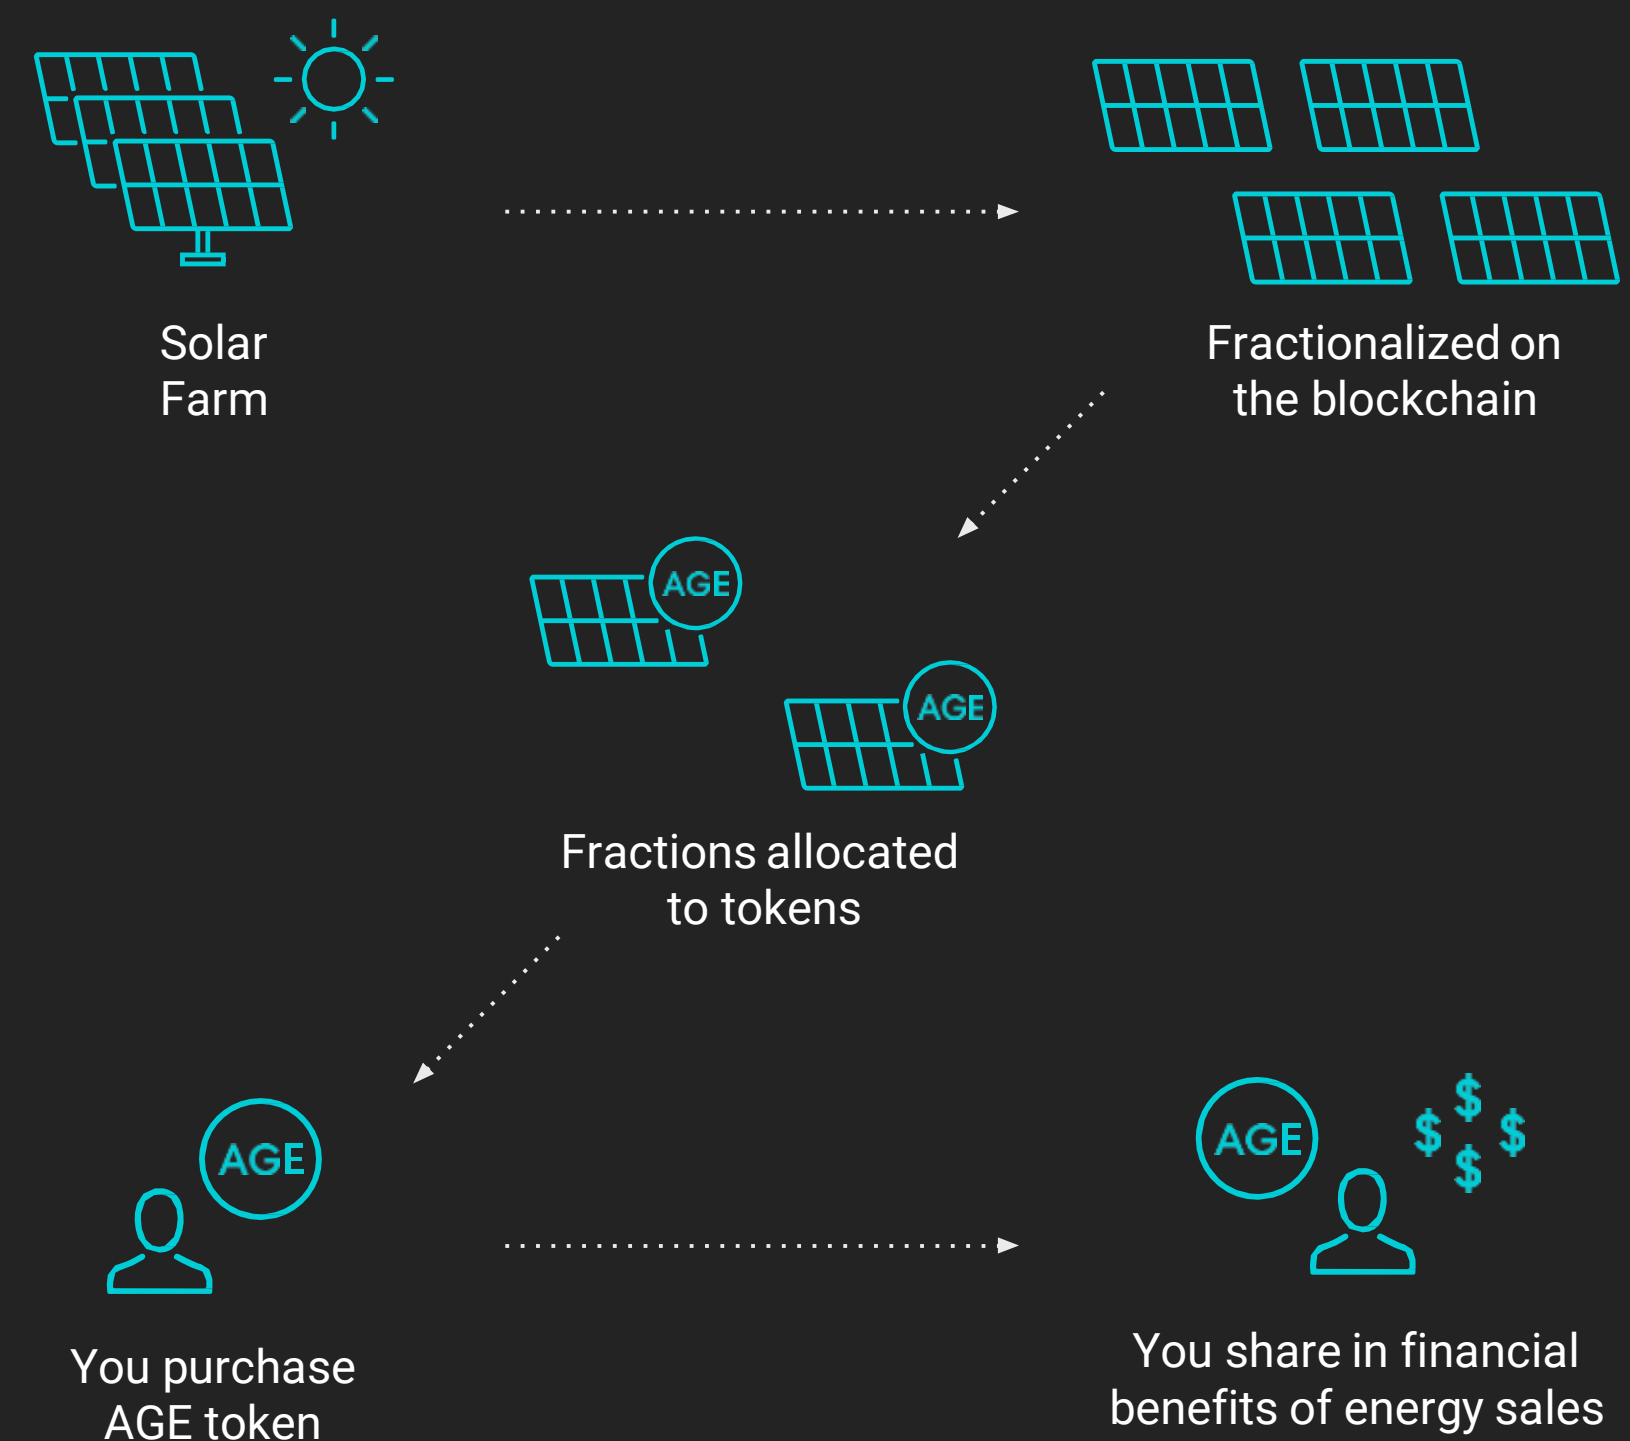 Solar
Farm
Fractionalized on
the blockchain
AGE
AGE
Fractions allocated
to tokens
AGE
You purchase
AGE token
AGE
$
$ $
$
You share in financial
benefits of energy sales